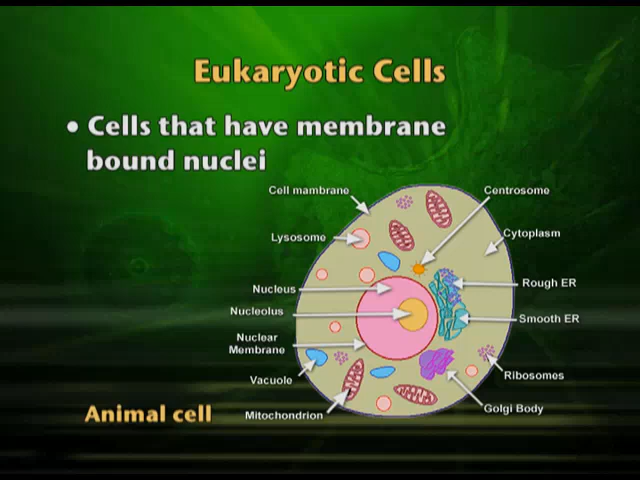 Eukaryotic Cells
• Cells that have membrane
bound nuclei
Cell mambrane
Centrosome
Lysosome
Cytoplasm
Nucleus
Rough ER
Nucleolus
Smooth ER
Nuclear
Membrane
Vacuole
Ribosomes
Mitochondrion
Golgi Body
Animal cell